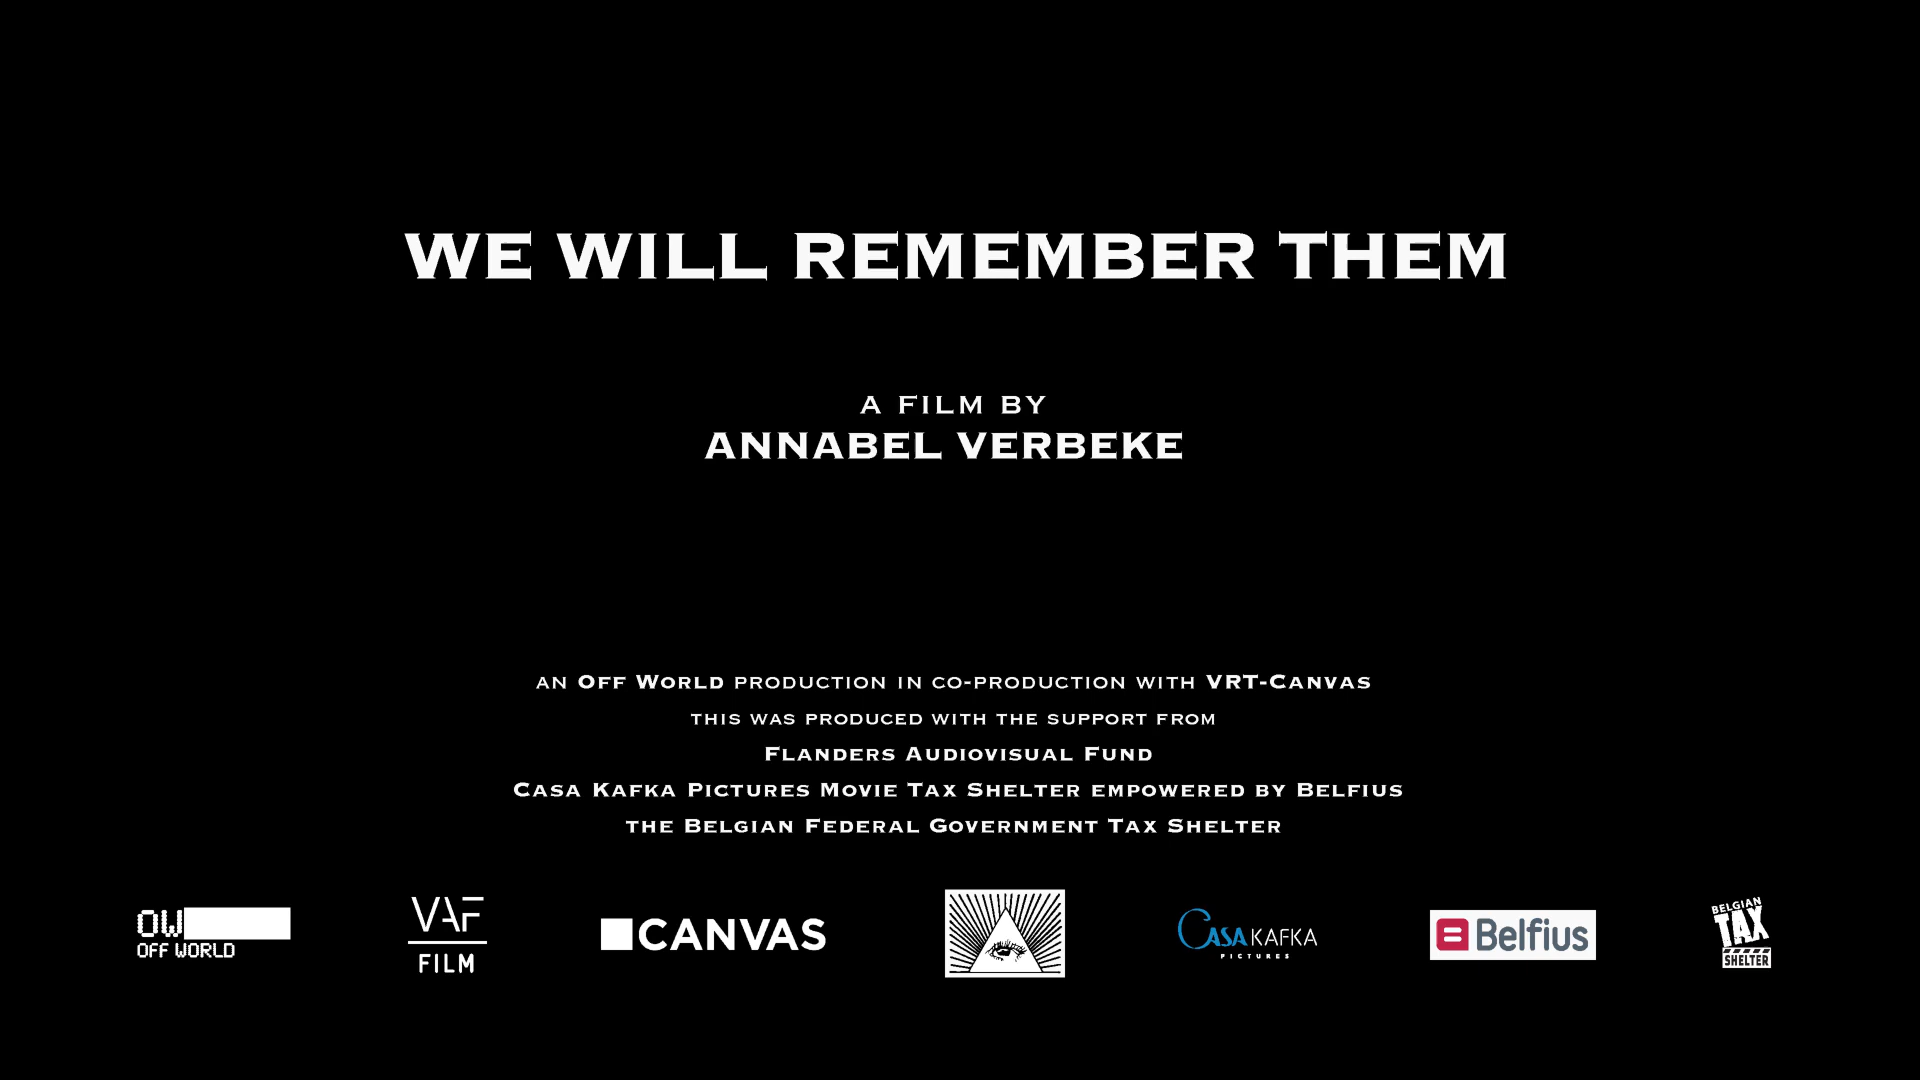 WE WILL REMEMBER THEM
A FILM BY
ANNABEL VERBEKE
AN OFF WORLD PRODUCTION IN CO-PRODUCTION WITH VRT-CANVAS
THIS WAS PRODUCED WITH THE SUPPORT FROM
FLANDERS AUDIOVISUAL FUND
CASA KAFKA PICTURES MOVIE TAX SHELTER EMPOWERED BY BELFIUS
THE BELGIAN FEDERAL GOVERNMENT TAX SHELTER
OW
OFF WORLD
VAF
FILM
CANVAS
CASA KAFKA
PICTURES
Belfius
BELGIAN
TAX
SHELTER